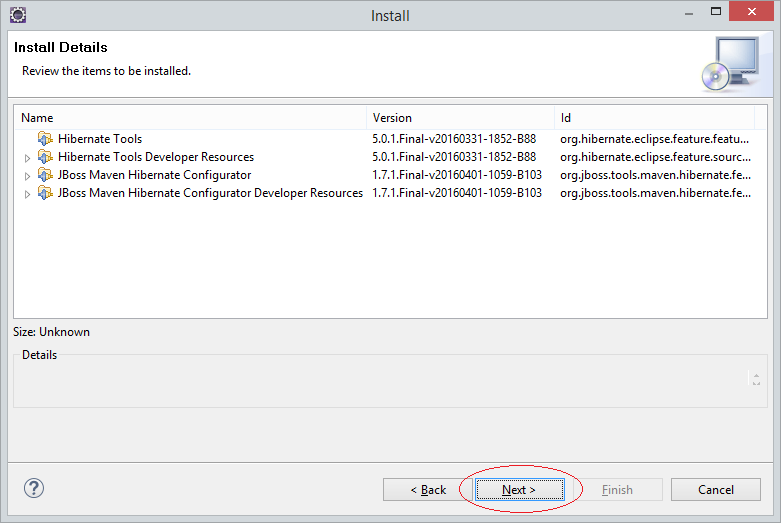 Install
Install Details
Review the items to be installed.
Name Version Id
Hibernate Tools 5.0.1.Final-v20160331-1852-B88 org.hibernate.eclipse.feature.featu...
Hibernate Tools Developer Resources 5.0.1.Final-v20160331-1852-B88 org.hibernate.eclipse.feature.sourc...
JBoss Maven Hibernate Configurator 1.7.1.Final-v20160401-1059-B103 org.jboss.tools.maven.hibernate.fe...
JBoss Maven Hibernate Configurator Developer Resources 1.7.1.Final-v20160401-1059-B103 org.jboss.tools.maven.hibernate.fe...
Size: Unknown
Details
? < Back Next > Finish Cancel